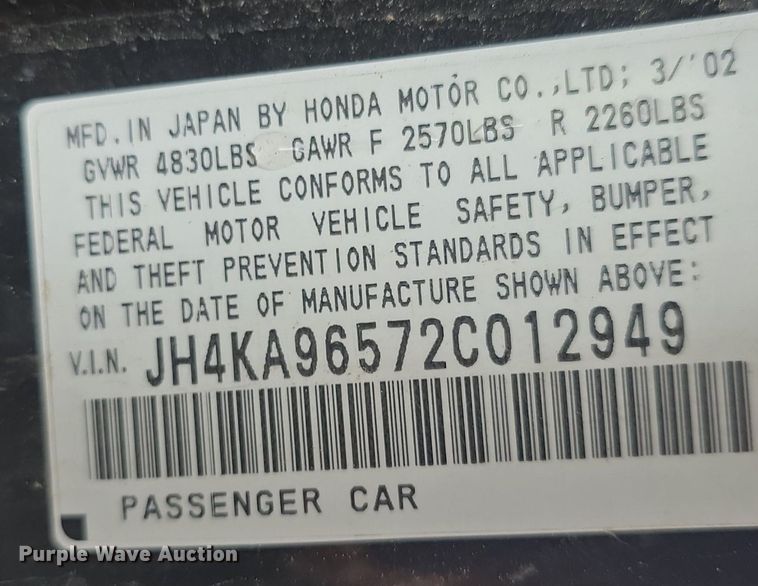 MFD.IN JAPAN BY HONDA MOTOR CO.,LTD; 3/'02
GVWR 4830LBS GAWR F 2570LBS R 2260LBS
THIS VEHICLE CONFORMS TO ALL APPLICABLE
FEDERAL MOTOR VEHICLE SAFETY, BUMPER,
AND THEFT PREVENTION STANDARDS IN EFFECT
ON THE DATE OF MANUFACTURE SHOWN ABOVE:
V.I.N. JH4KA96572C012949
PASSENGER CAR
Purple Wave Auction